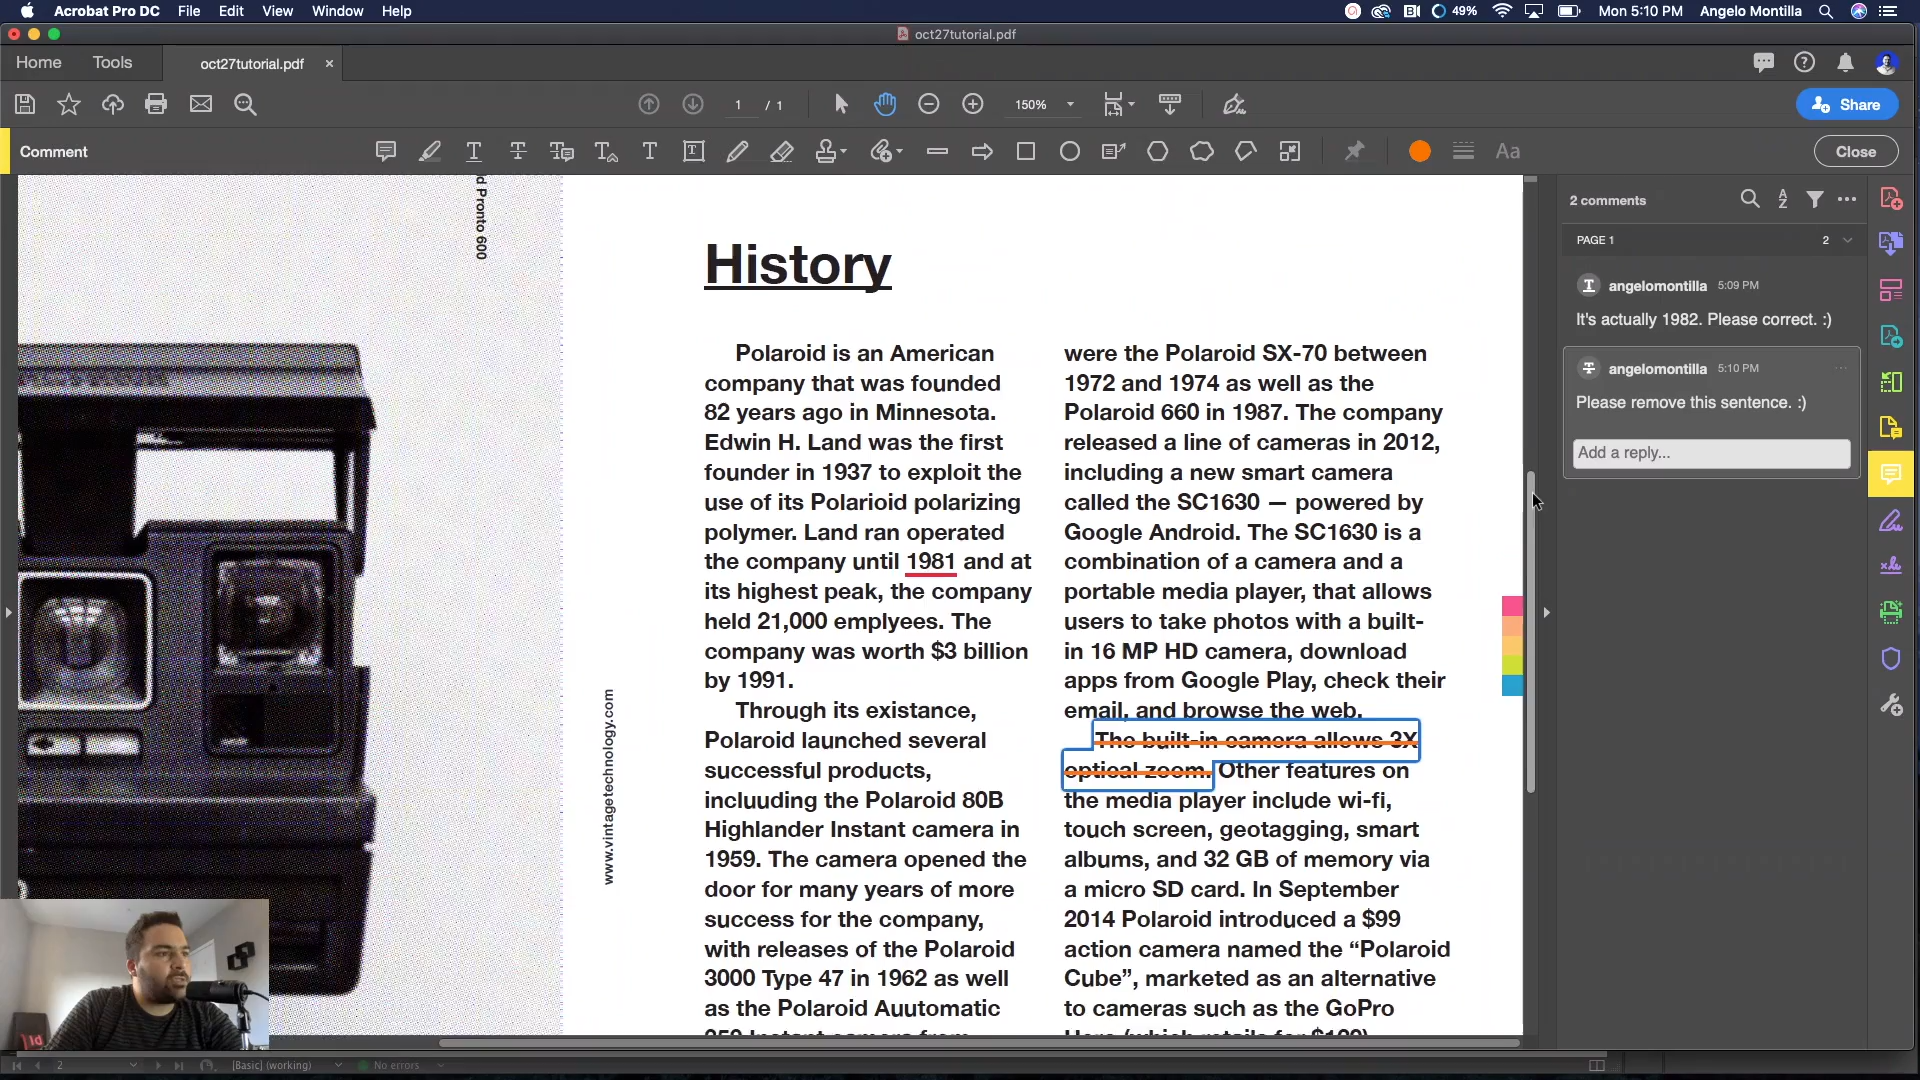 Acrobat Pro DC File Edit View Window Help 49% Mon 5:10 PM Angelo Montilla
oct27tutorial.pdf
Home Tools oct27tutorial.pdf ×
1 / 1 150% Share
Comment Aa Close
d Pronto 600
www.vintagetechnology.com
History
Polaroid is an American
company that was founded
82 years ago in Minnesota.
Edwin H. Land was the first
founder in 1937 to exploit the
use of its Polarioid polarizing
polymer. Land ran operated
the company until 1981 and at
its highest peak, the company
held 21,000 emplyees. The
company was worth $3 billion
by 1991.
Through its existance,
Polaroid launched several
successful products,
incluuding the Polaroid 80B
Highlander Instant camera in
1959. The camera opened the
door for many years of more
success for the company,
with releases of the Polaroid
3000 Type 47 in 1962 as well
as the Polaroid Auutomatic
250 Instant camera from
were the Polaroid SX-70 between
1972 and 1974 as well as the
Polaroid 660 in 1987. The company
released a line of cameras in 2012,
including a new smart camera
called the SC1630 — powered by
Google Android. The SC1630 is a
combination of a camera and a
portable media player, that allows
users to take photos with a built-
in 16 MP HD camera, download
apps from Google Play, check their
email, and browse the web.
The built-in camera allows 3X
optical zoom. Other features on
the media player include wi-fi,
touch screen, geotagging, smart
albums, and 32 GB of memory via
a micro SD card. In September
2014 Polaroid introduced a $99
action camera named the “Polaroid
Cube”, marketed as an alternative
to cameras such as the GoPro
Hero (which retails for $199).
2 comments
PAGE 1 2
angelomontilla 5:09 PM
It's actually 1982. Please correct. :)
angelomontilla 5:10 PM
Please remove this sentence. :)
Add a reply...
2 [Basic] (working) No errors